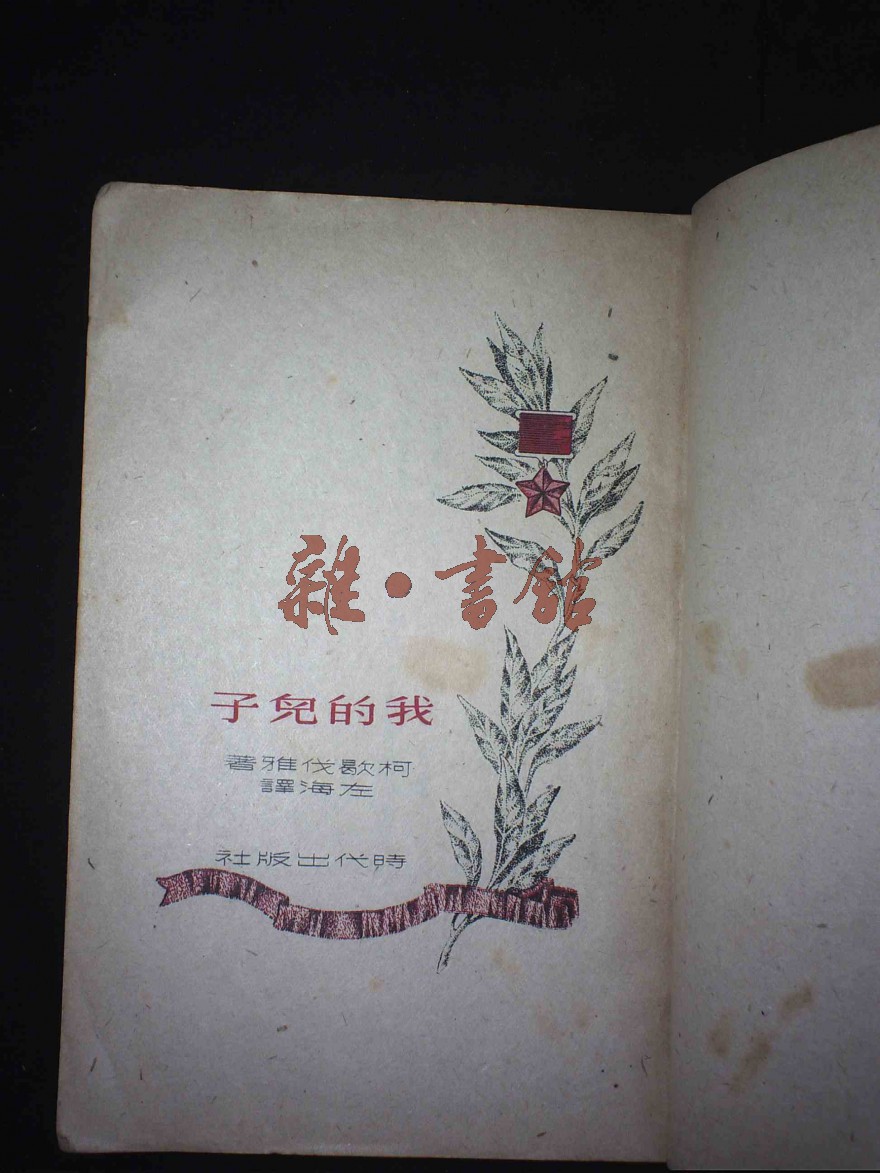 雜·書館
我的兒子
柯歇伐雅著
左海譯
時代出版社